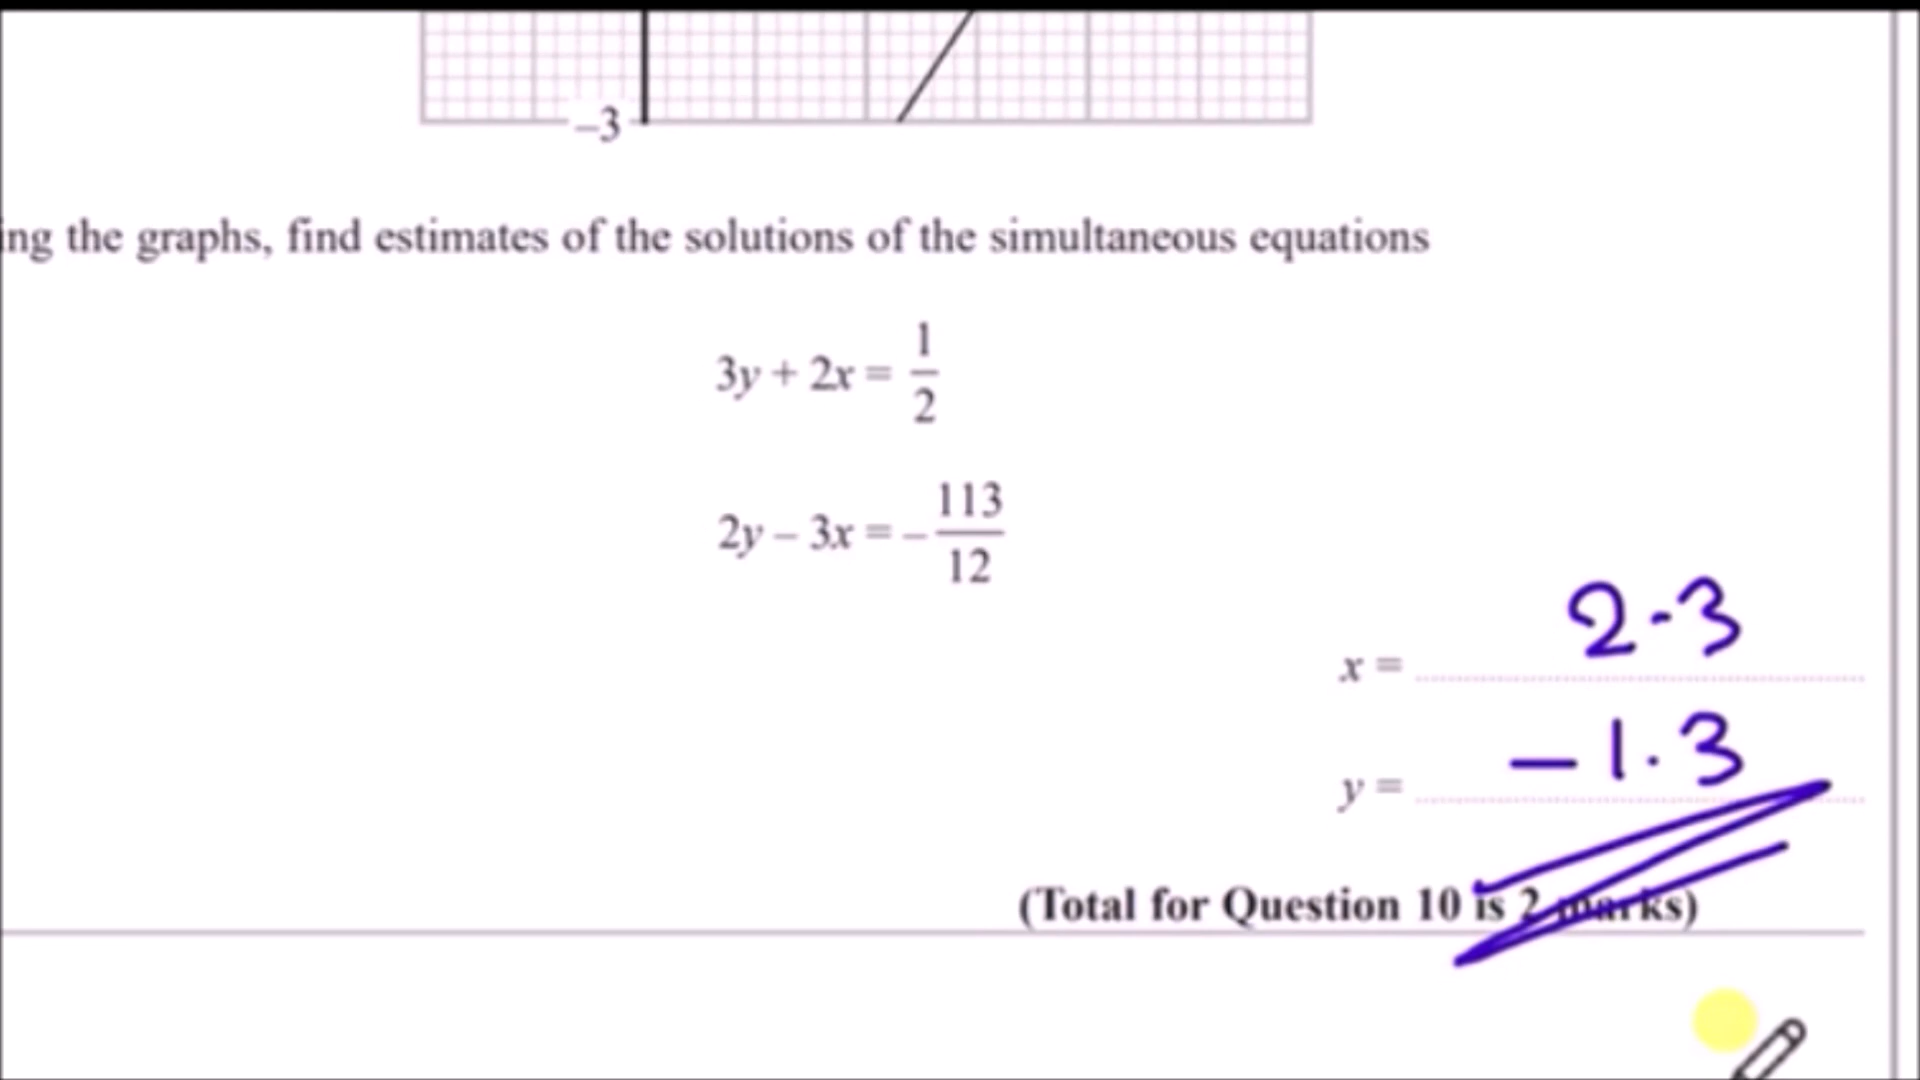 –3
ing the graphs, find estimates of the solutions of the simultaneous equations
3y + 2x = 1/2
2y – 3x = – 113/12
x = 2.3
y = –1.3
(Total for Question 10 is 2 marks)